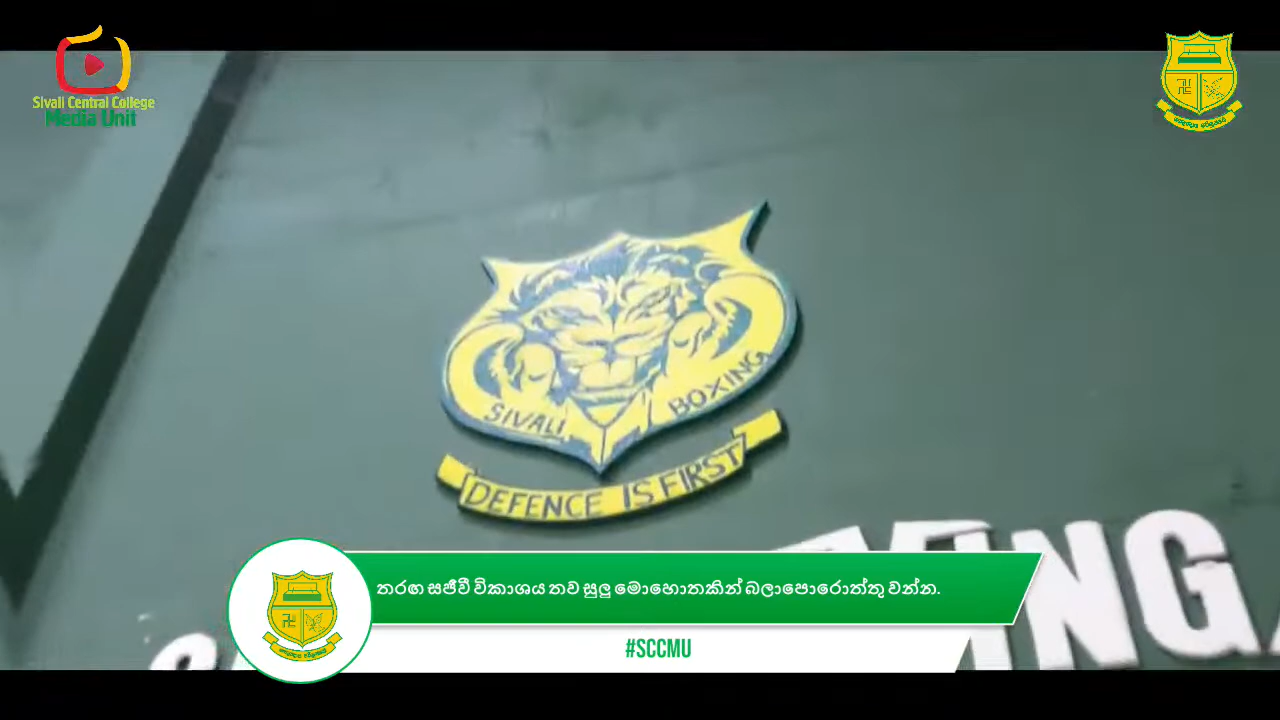 Sivali Central College
Media Unit
SIVALI BOXING
DEFENCE IS FIRST
තරඟ සජීවී විකාශය තව සුලු මොහොතකින් බලාපොරොත්තු වන්න.
#SCCMU